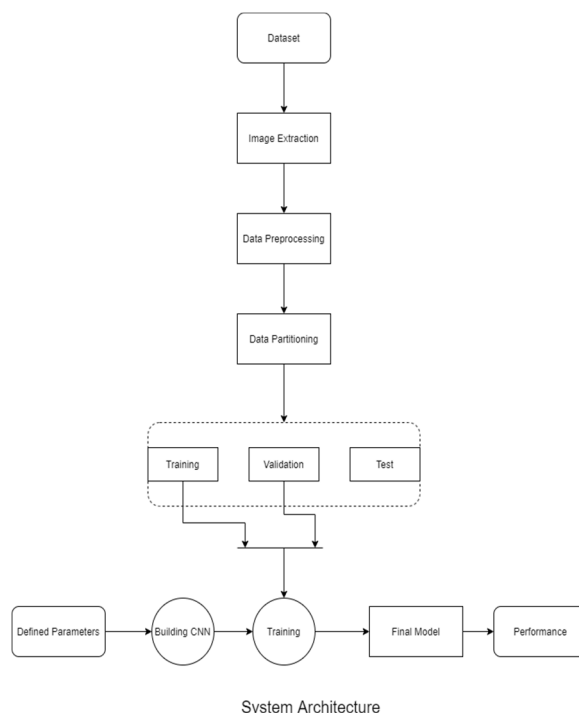 Dataset
Image Extraction
Data Preprocessing
Data Partitioning
Training
Validation
Test
Defined Parameters
Building CNN
Training
Final Model
Performance
System Architecture